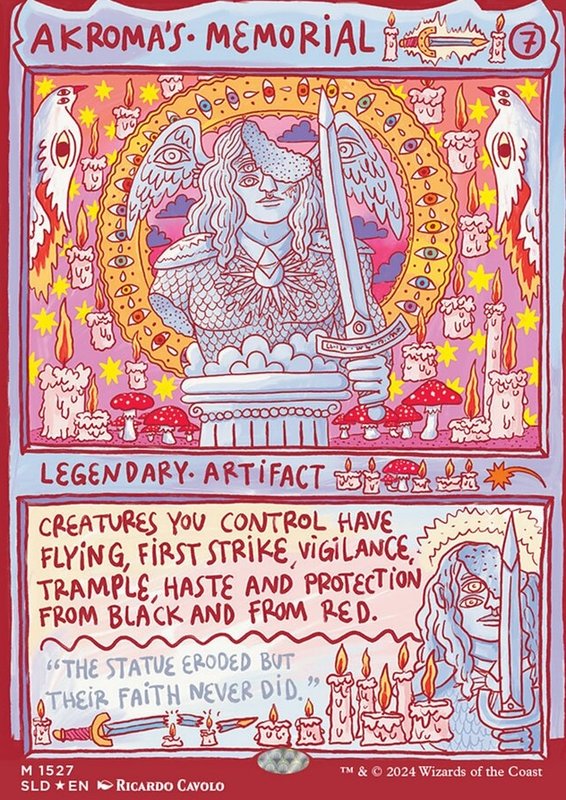 AKROMA'S • MEMORIAL 7
LEGENDARY • ARTIFACT
CREATURES YOU CONTROL HAVE
FLYING, FIRST STRIKE, VIGILANCE,
TRAMPLE, HASTE AND PROTECTION
FROM BLACK AND FROM RED.
"THE STATUE ERODED BUT
THEIR FAITH NEVER DID."
M 1527
SLD ★ EN RICARDO CAVOLO
™ & © 2024 Wizards of the Coast